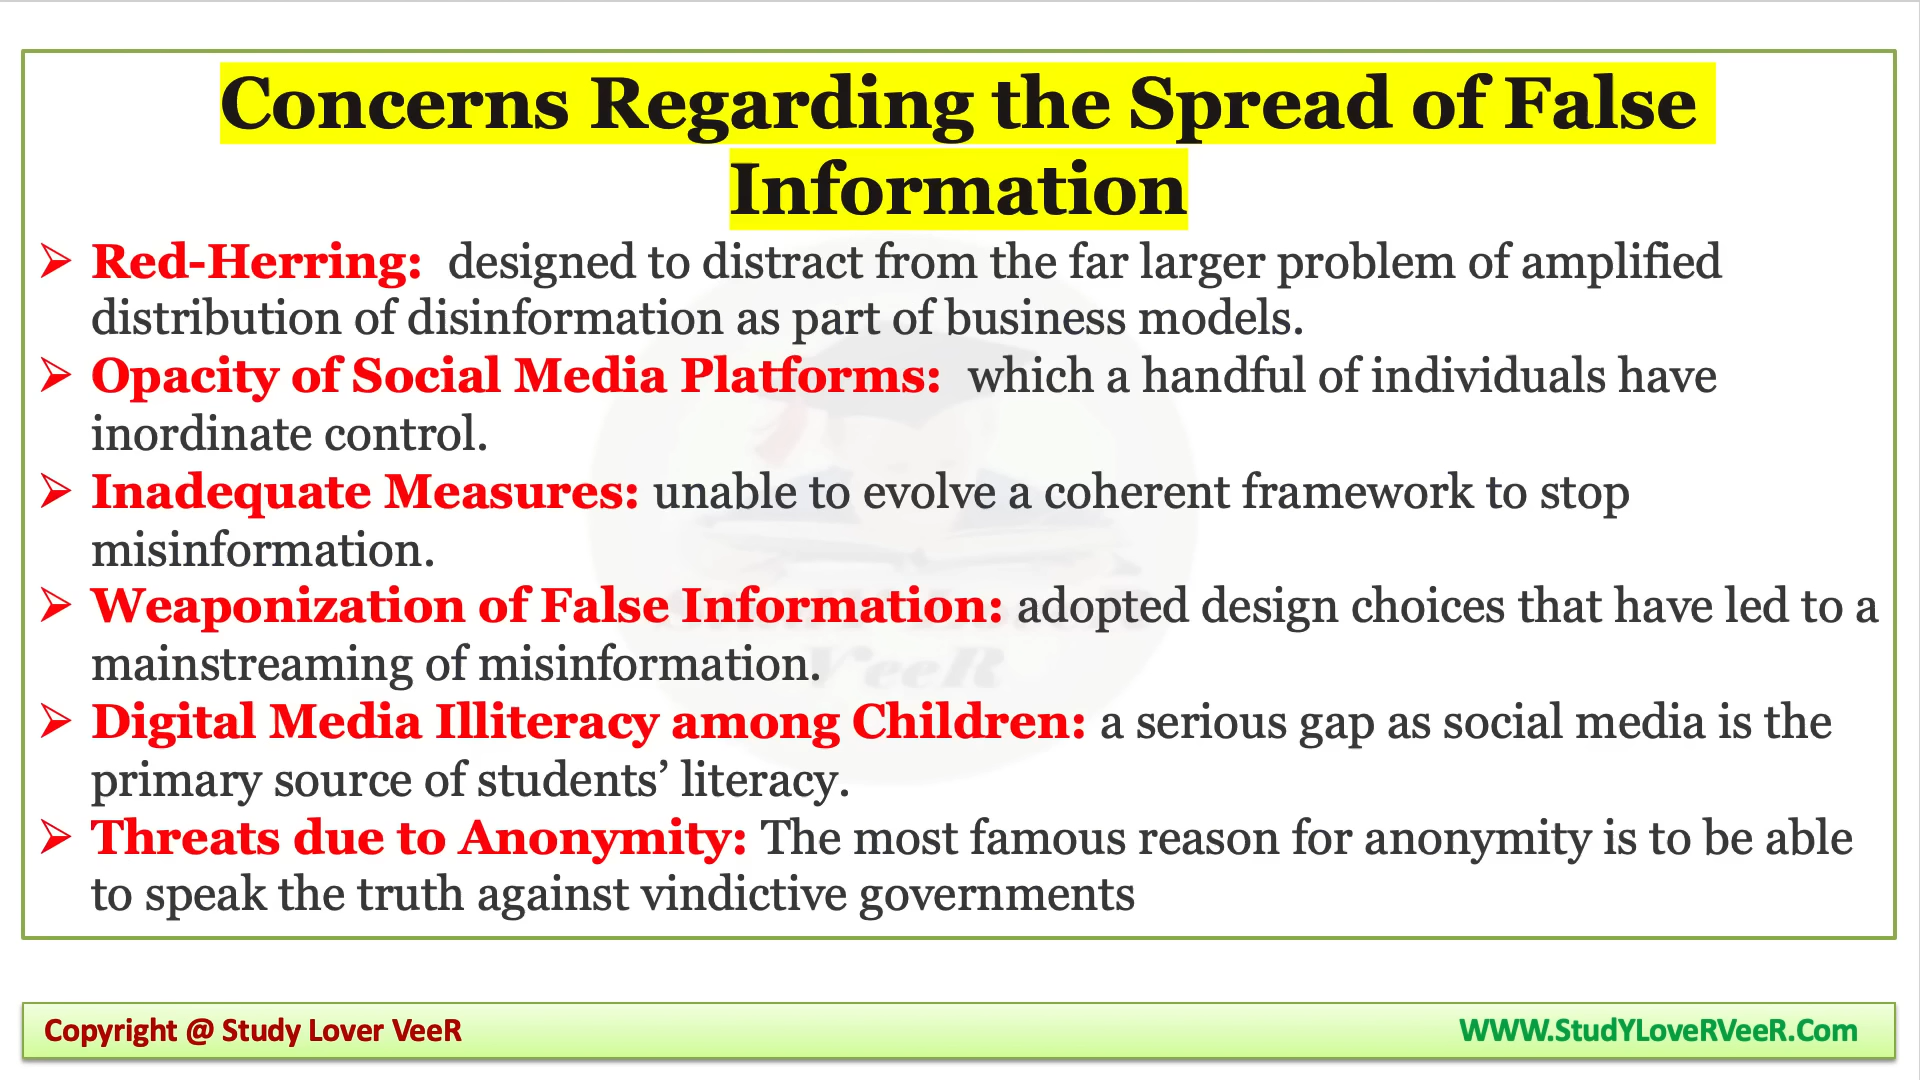 Concerns Regarding the Spread of False
Information
➢ Red-Herring: designed to distract from the far larger problem of amplified
distribution of disinformation as part of business models.
➢ Opacity of Social Media Platforms: which a handful of individuals have
inordinate control.
➢ Inadequate Measures: unable to evolve a coherent framework to stop
misinformation.
➢ Weaponization of False Information: adopted design choices that have led to a
mainstreaming of misinformation.
➢ Digital Media Illiteracy among Children: a serious gap as social media is the
primary source of students’ literacy.
➢ Threats due to Anonymity: The most famous reason for anonymity is to be able
to speak the truth against vindictive governments
VeeR
Copyright @ Study Lover VeeR
WWW.StudYLoveRVeeR.Com